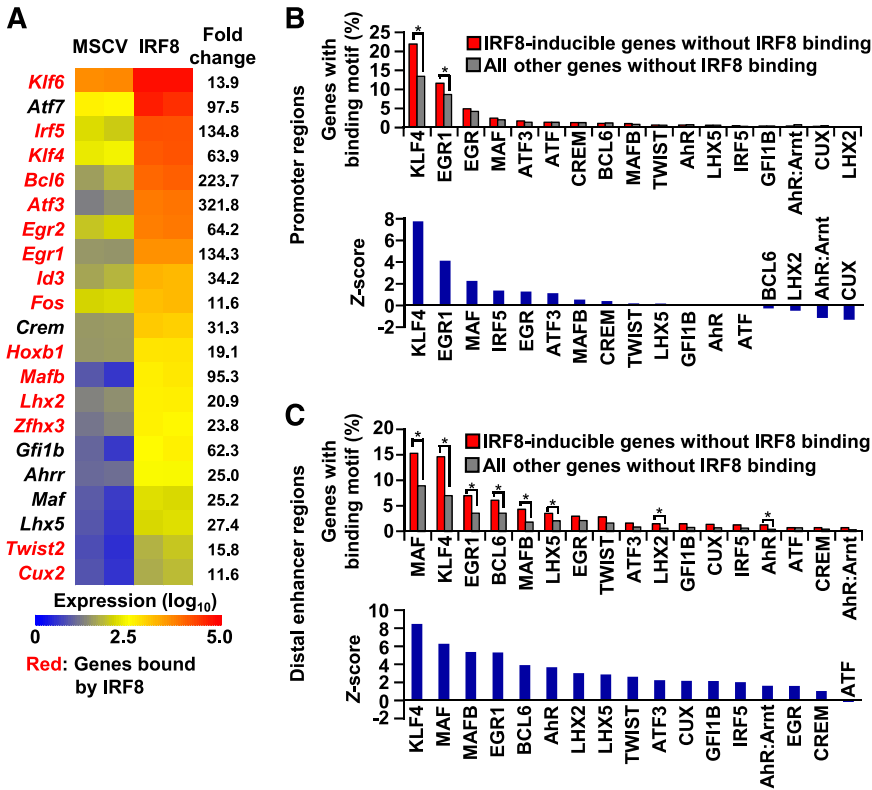 A
MSCV IRF8 Fold change
Klf6 13.9
Atf7 97.5
Irf5 134.8
Klf4 63.9
Bcl6 223.7
Atf3 321.8
Egr2 64.2
Egr1 134.3
Id3 34.2
Fos 11.6
Crem 31.3
Hoxb1 19.1
Mafb 95.3
Lhx2 20.9
Zfhx3 23.8
Gfi1b 62.3
Ahrr 25.0
Maf 25.2
Lhx5 27.4
Twist2 15.8
Cux2 11.6
Expression (log10)
0 2.5 5.0
Red: Genes bound
by IRF8
B
Promoter regions
Genes with
binding motif (%)
25
20
15
10
5
0
* *
IRF8-inducible genes without IRF8 binding
All other genes without IRF8 binding
KLF4 EGR1 EGR MAF ATF3 ATF CREM BCL6 MAFB TWIST AhR LHX5 IRF5 GFI1B AhR:Arnt CUX LHX2
Z-score
8
6
4
2
0
-2
KLF4 EGR1 MAF IRF5 EGR ATF3 MAFB CREM TWIST LHX5 GFI1B AhR ATF BCL6 LHX2 AhR:Arnt CUX
C
Distal enhancer regions
Genes with
binding motif (%)
20
15
10
5
0
* * * * * * * *
IRF8-inducible genes without IRF8 binding
All other genes without IRF8 binding
MAF KLF4 EGR1 BCL6 MAFB LHX5 EGR TWIST ATF3 LHX2 GFI1B CUX IRF5 AhR ATF CREM AhR:Arnt
Z-score
10
8
6
4
2
0
-2
KLF4 MAF MAFB EGR1 BCL6 AhR LHX2 LHX5 TWIST ATF3 CUX GFI1B IRF5 AhR:Arnt EGR CREM ATF